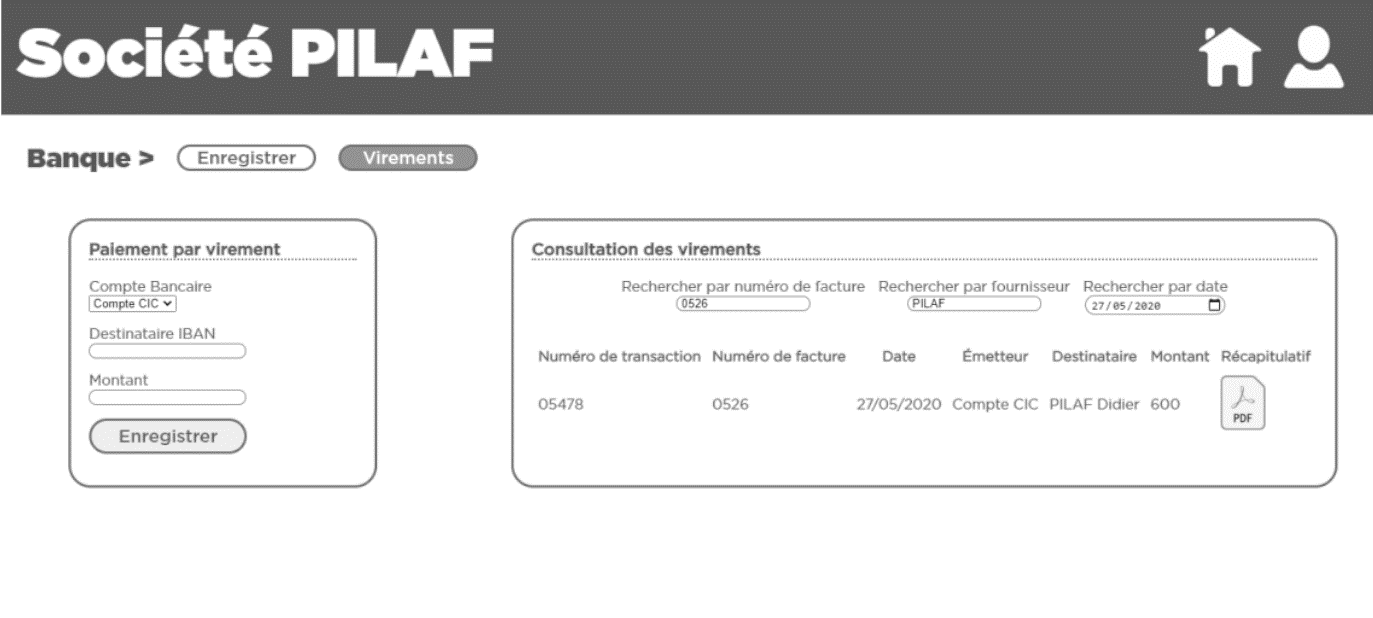 Société PILAF
Banque > Enregistrer Virements
Paiement par virement
Compte Bancaire
Compte CIC
Destinataire IBAN
Montant
Enregistrer
Consultation des virements
Rechercher par numéro de facture Rechercher par fournisseur Rechercher par date
0526 PILAF 27/05/2020
Numéro de transaction Numéro de facture Date Émetteur Destinataire Montant Récapitulatif
05478 0526 27/05/2020 Compte CIC PILAF Didier 600 PDF